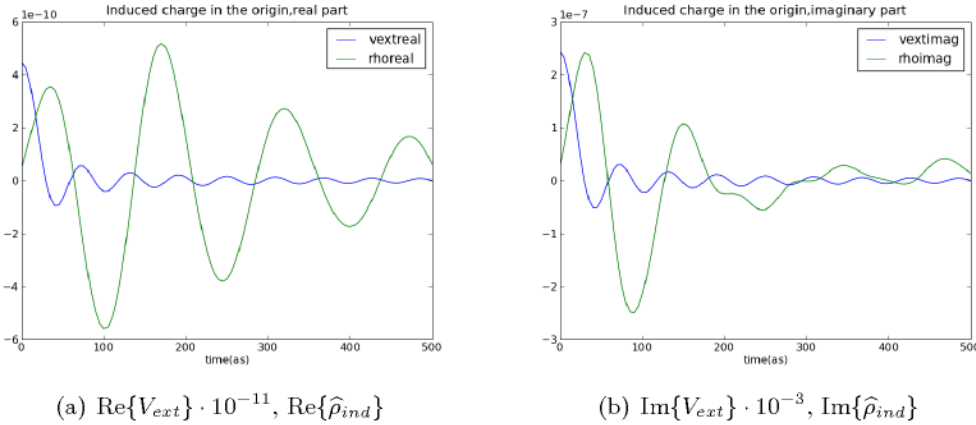 Induced charge in the origin,real part
1e-10
vextreal
rhoreal
6
4
2
0
-2
-4
-6
0 100 200 300 400 500
time(as)
(a) Re{V_ext} · 10^{-11}, Re{ρ̂_ind}
Induced charge in the origin,imaginary part
1e-7
vextimag
rhoimag
3
2
1
0
-1
-2
-3
0 100 200 300 400 500
time(as)
(b) Im{V_ext} · 10^{-3}, Im{ρ̂_ind}